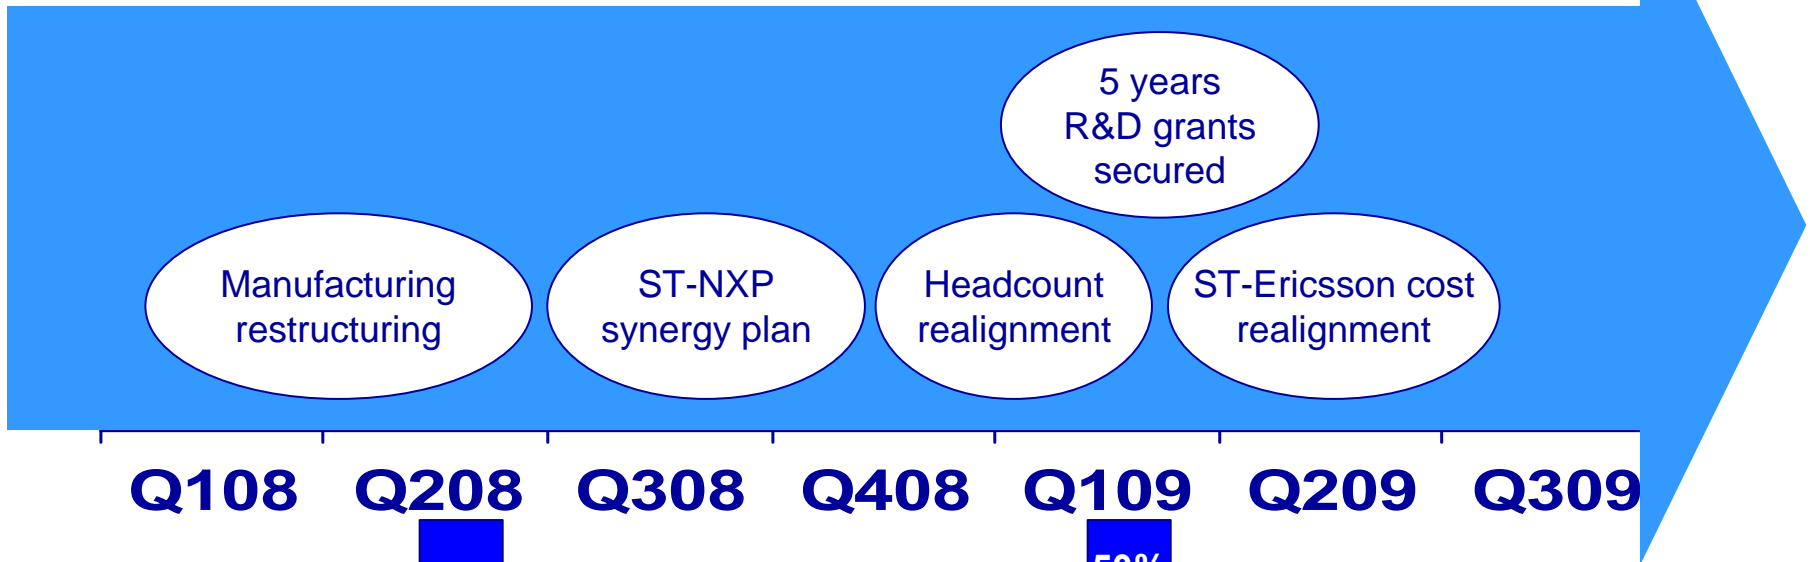 5 years
R&D grants
secured
Manufacturing
restructuring
ST-NXP
synergy plan
Headcount
realignment
ST-Ericsson cost
realignment
Q108 Q208 Q308 Q408 Q109 Q209 Q309